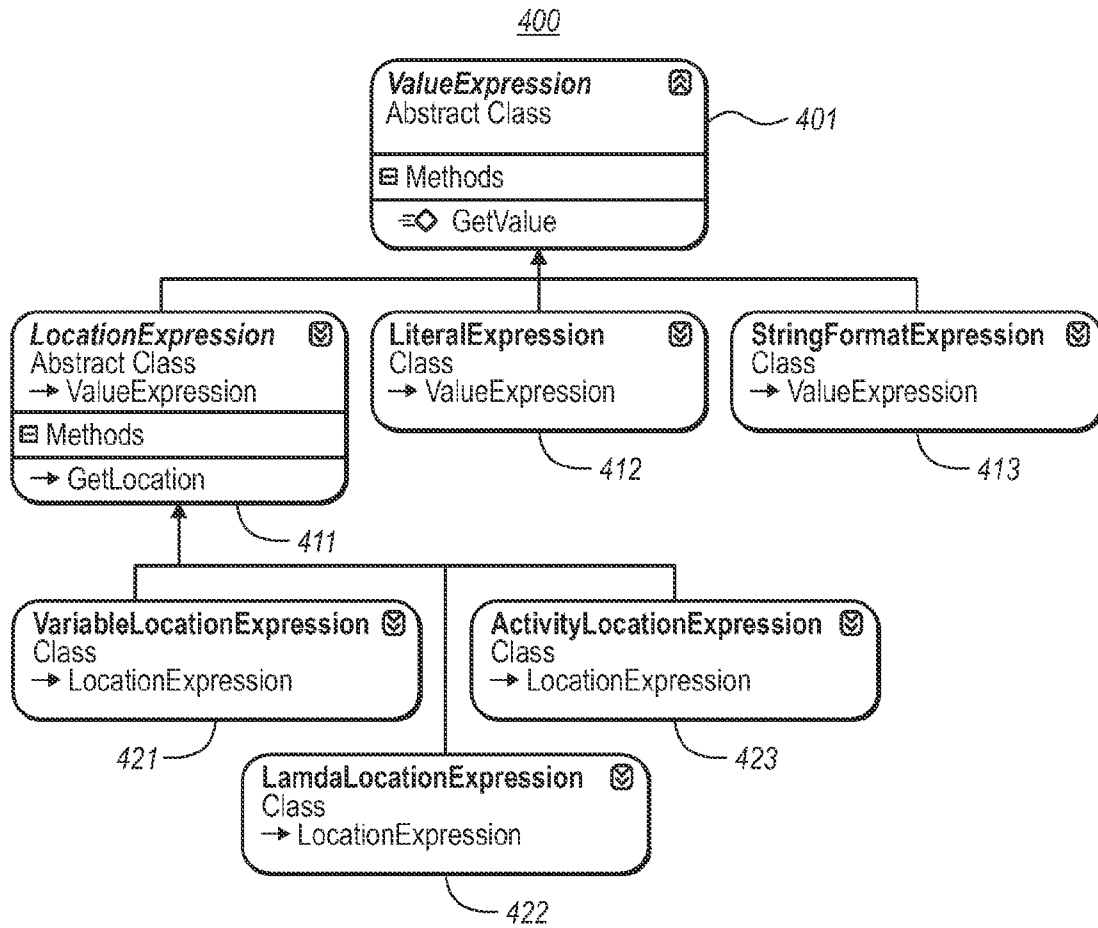 400
ValueExpression
Abstract Class
401
Methods
GetValue
LocationExpression
Abstract Class
ValueExpression
Methods
GetLocation
411
LiteralExpression
Class
ValueExpression
412
StringFormatExpression
Class
ValueExpression
413
VariableLocationExpression
Class
LocationExpression
421
ActivityLocationExpression
Class
LocationExpression
423
LamdaLocationExpression
Class
LocationExpression
422